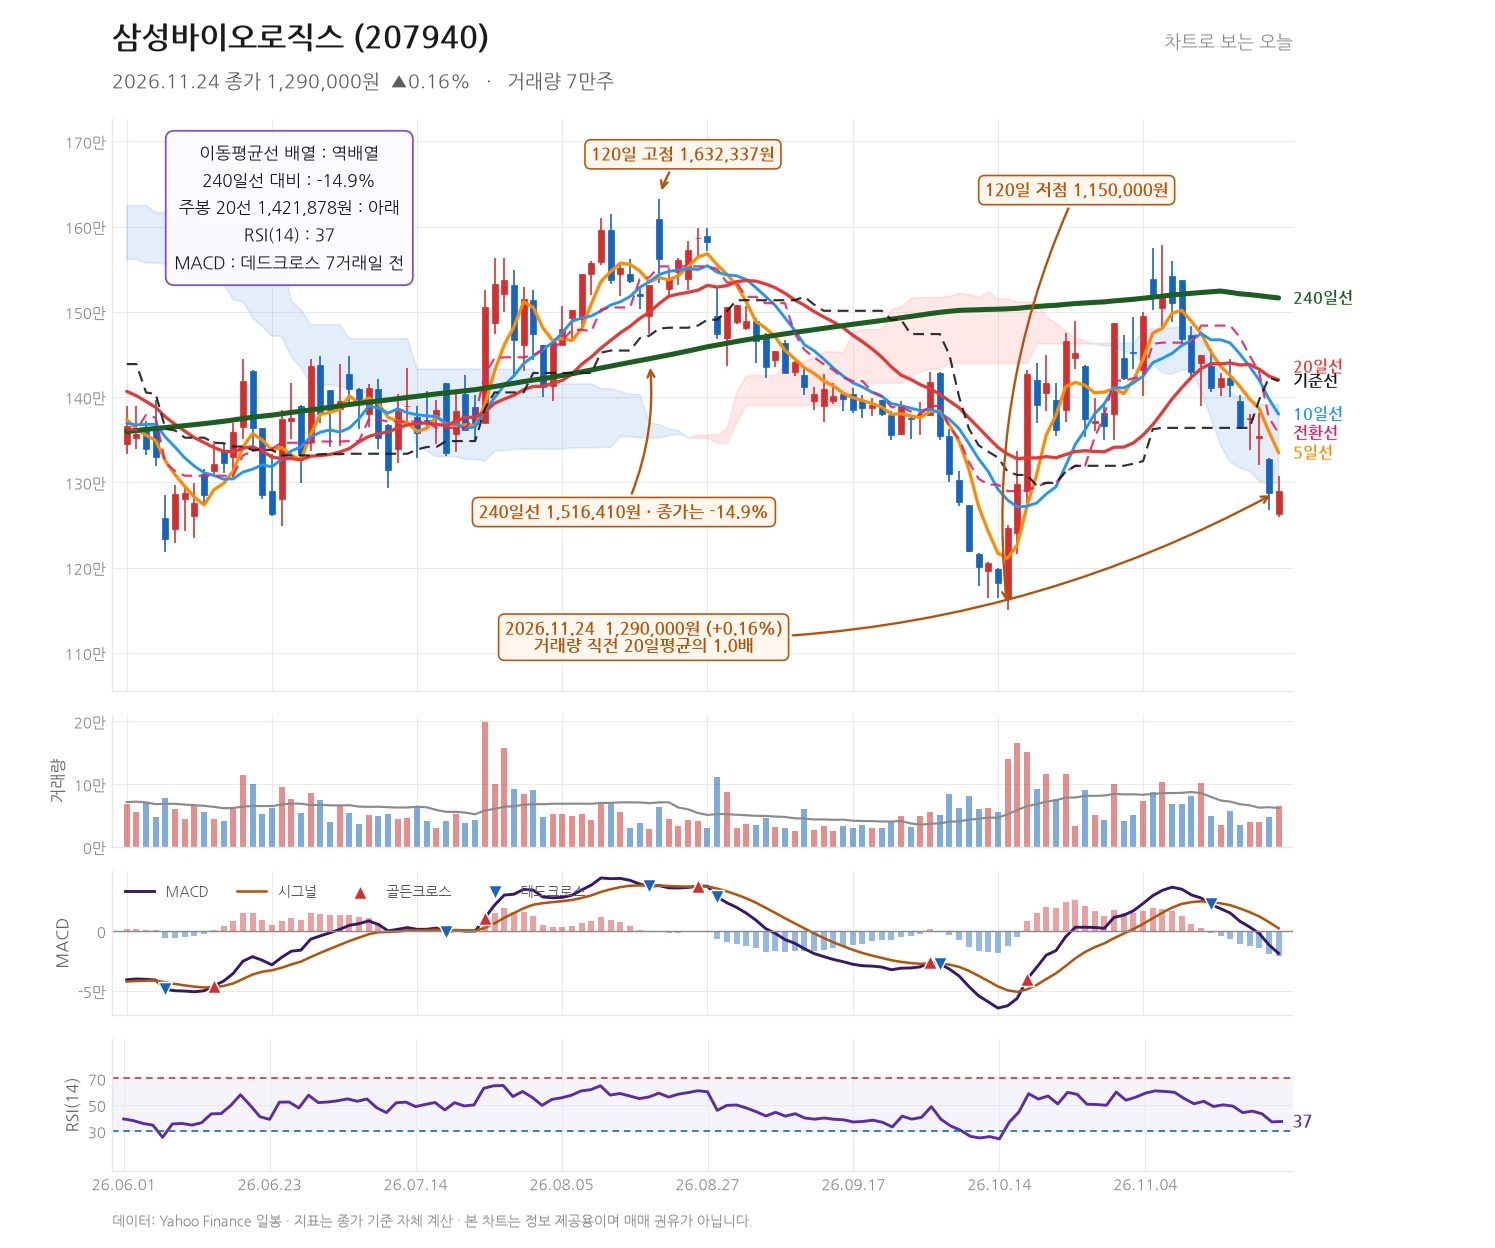 삼성바이오로직스 (207940)
차트로 보는 오늘
2026.11.24 종가 1,290,000원 ▲0.16% · 거래량 7만주
170만
160만
150만
140만
130만
120만
110만
이동평균선 배열 : 역배열
240일선 대비 : -14.9%
주봉 20선 1,421,878원 : 아래
RSI(14) : 37
MACD : 데드크로스 7거래일 전
120일 고점 1,632,337원
120일 저점 1,150,000원
240일선
20일선
기준선
10일선
전환선
5일선
240일선 1,516,410원 · 종가는 -14.9%
2026.11.24 1,290,000원 (+0.16%)
거래량 직전 20일평균의 1.0배
거래량
20만
10만
0만
MACD
0
-5만
MACD
시그널
골든크로스
데드크로스
RSI(14)
70
50
30
37
26.06.01
26.06.23
26.07.14
26.08.05
26.08.27
26.09.17
26.10.14
26.11.04
데이터: Yahoo Finance 일봉 · 지표는 종가 기준 자체 계산 · 본 차트는 정보 제공용이며 매매 권유가 아닙니다.